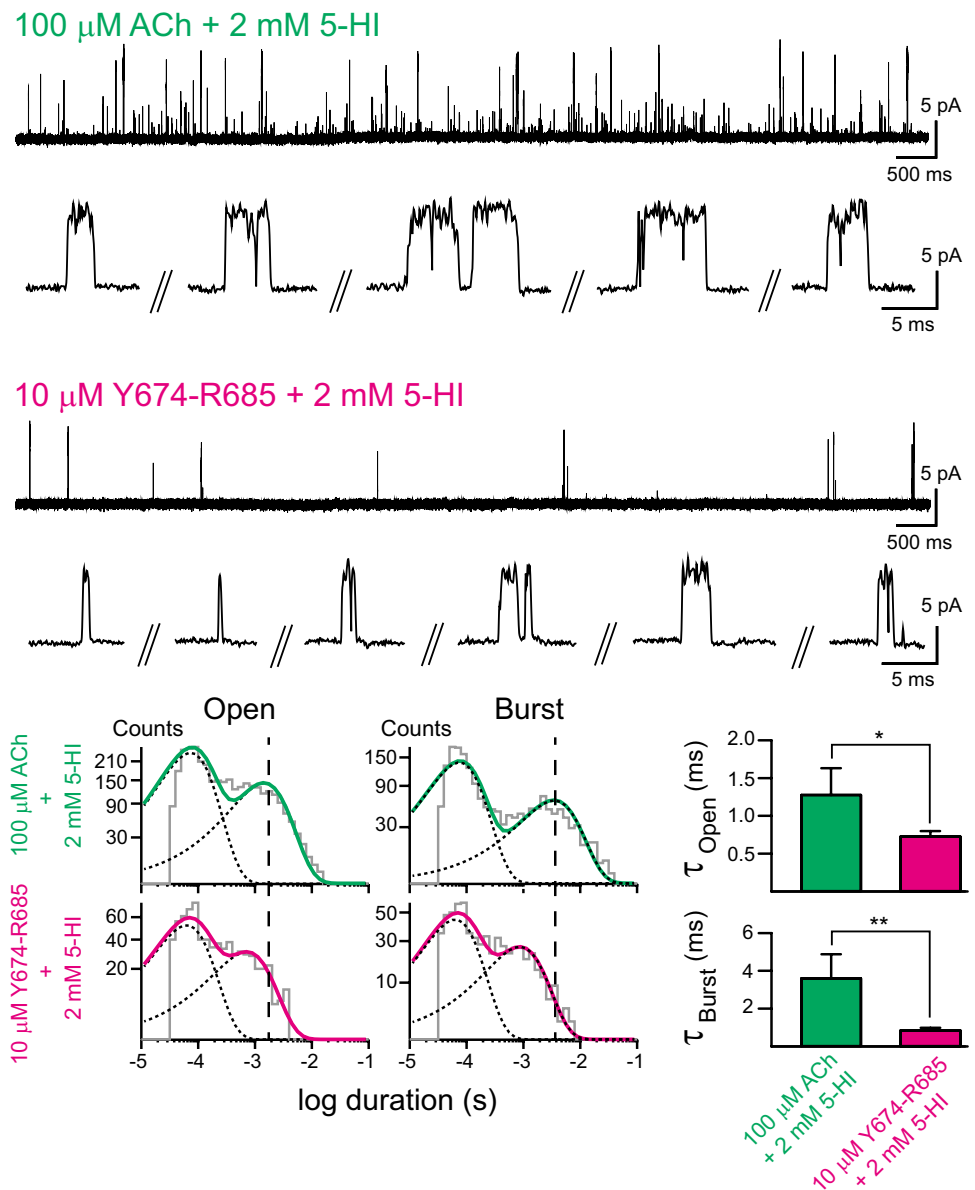 100 μM ACh + 2 mM 5-HI
5 pA
500 ms
5 pA
5 ms
10 μM Y674-R685 + 2 mM 5-HI
5 pA
500 ms
5 pA
5 ms
Open
Burst
Counts
Counts
100 μM ACh
+
2 mM 5-HI
210
150
90
30
150
90
30
10 μM Y674-R685
+
2 mM 5-HI
60
40
20
50
30
10
-5 -4 -3 -2 -1
-5 -4 -3 -2 -1
log duration (s)
τ Open (ms)
2.0
1.5
1.0
0.5
*
τ Burst (ms)
6
4
2
**
100 μM ACh
+ 2 mM 5-HI
10 μM Y674-R685
+ 2 mM 5-HI